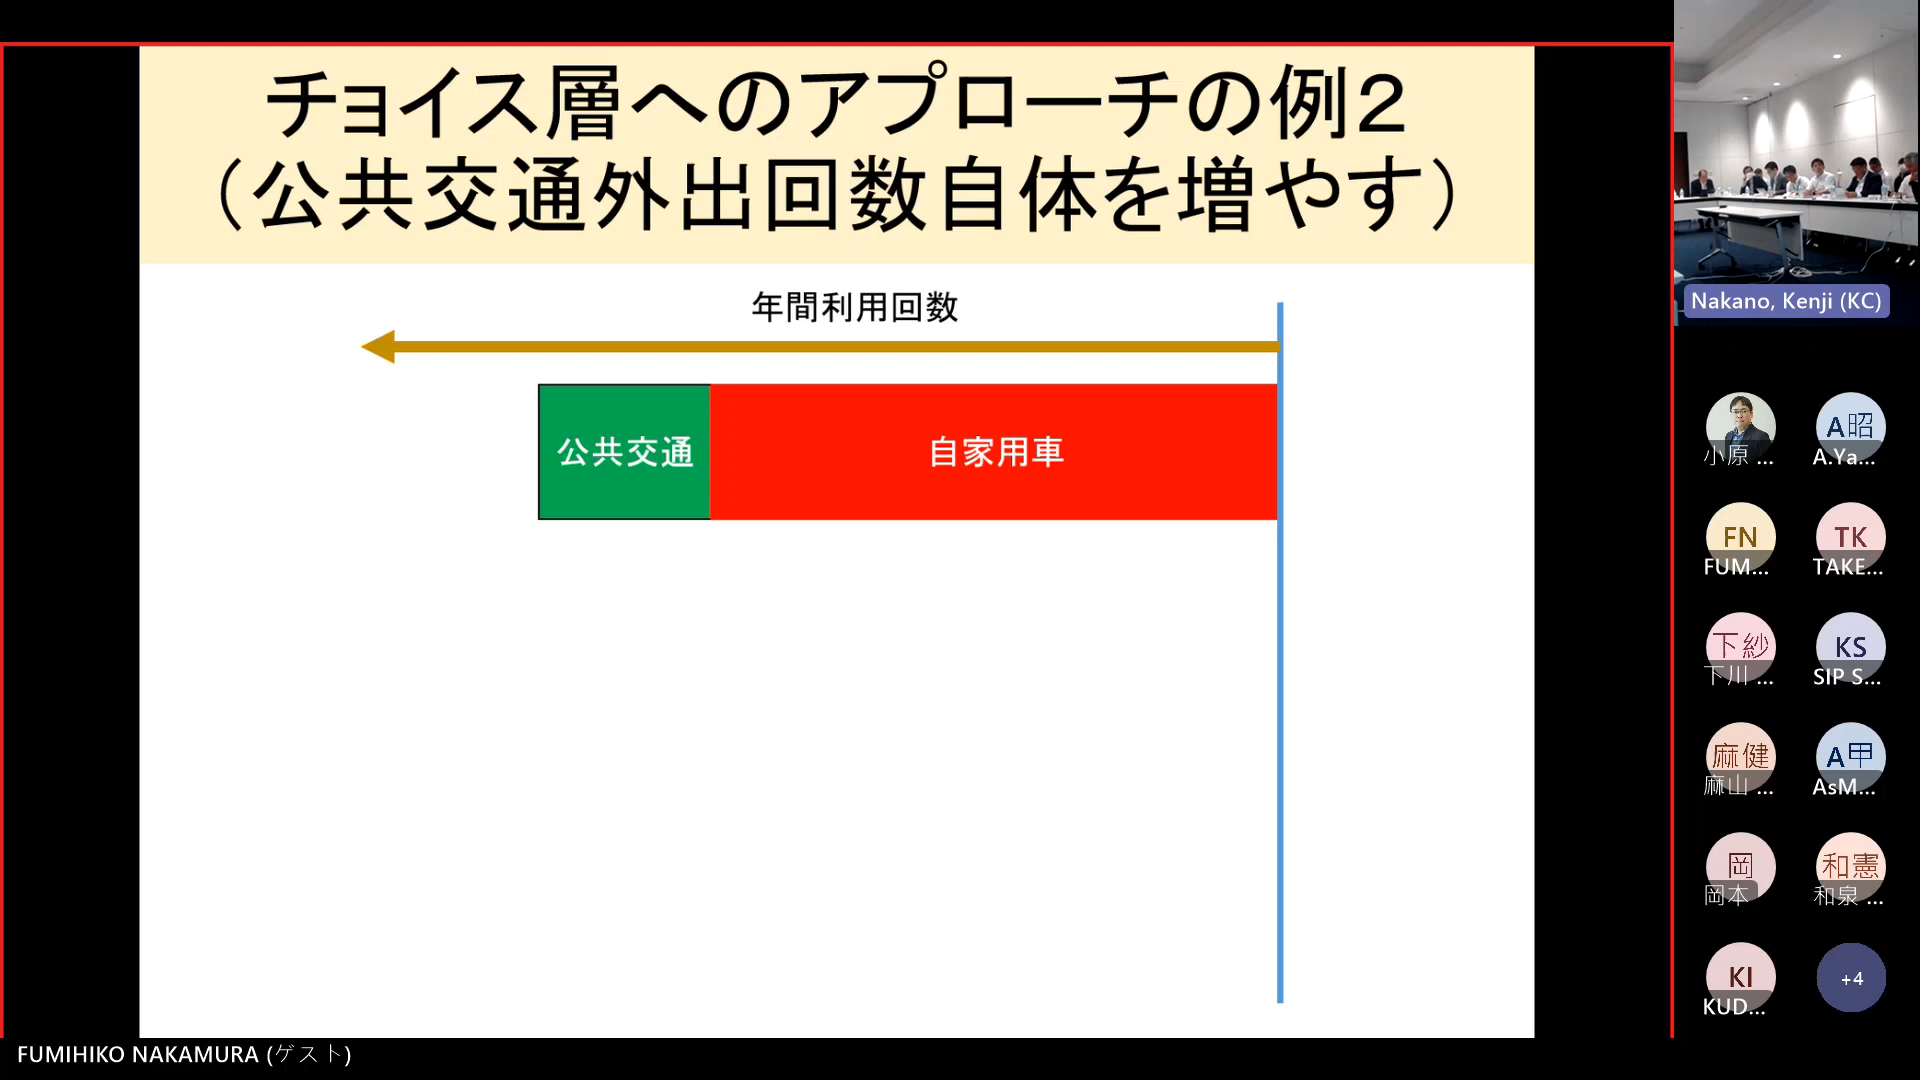 チョイス層へのアプローチの例２
（公共交通外出回数自体を増やす）
年間利用回数
公共交通
自家用車
Nakano, Kenji (KC)
小原 ...
A昭
A.Ya...
FN
FUM...
TK
TAKE...
下紗
下川 ...
KS
SIP S...
麻健
麻山 ...
A甲
AsM...
岡
岡本
和憲
和泉 ...
KI
KUD...
+4
FUMIHIKO NAKAMURA (ゲスト)